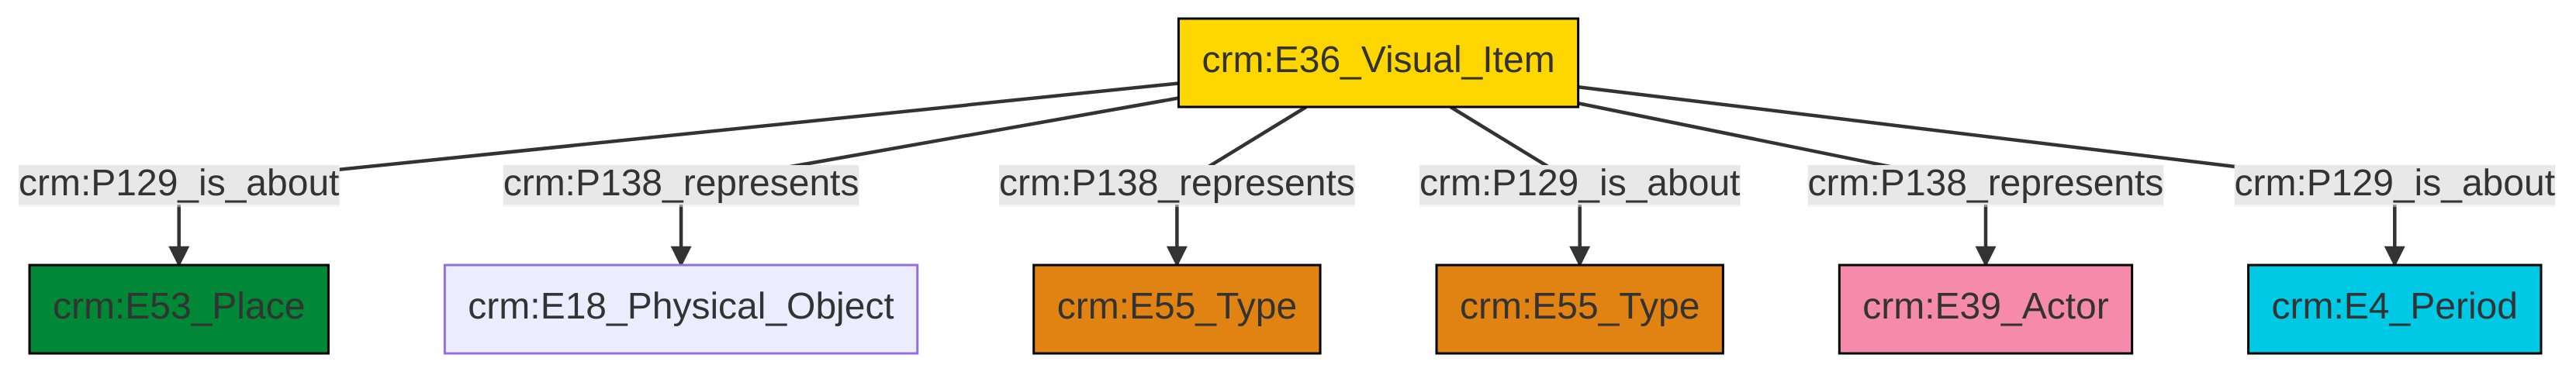 crm:E36_Visual_Item
crm:P129_is_about
crm:P138_represents
crm:P138_represents
crm:P129_is_about
crm:P138_represents
crm:P129_is_about
crm:E53_Place
crm:E18_Physical_Object
crm:E55_Type
crm:E55_Type
crm:E39_Actor
crm:E4_Period